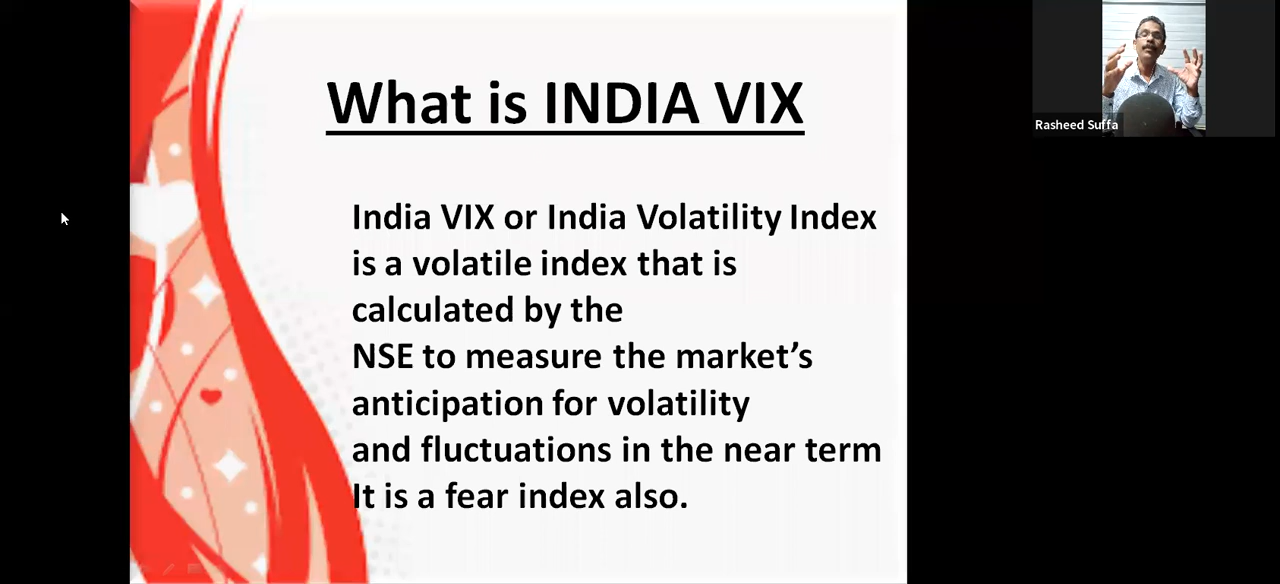 What is INDIA VIX
India VIX or India Volatility Index
is a volatile index that is
calculated by the
NSE to measure the market’s
anticipation for volatility
and fluctuations in the near term
It is a fear index also.
Rasheed Suffa